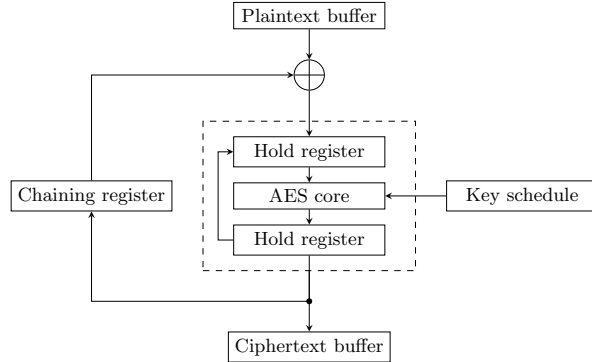 Plaintext buffer
Hold register
Chaining register
AES core
Key schedule
Hold register
Ciphertext buffer